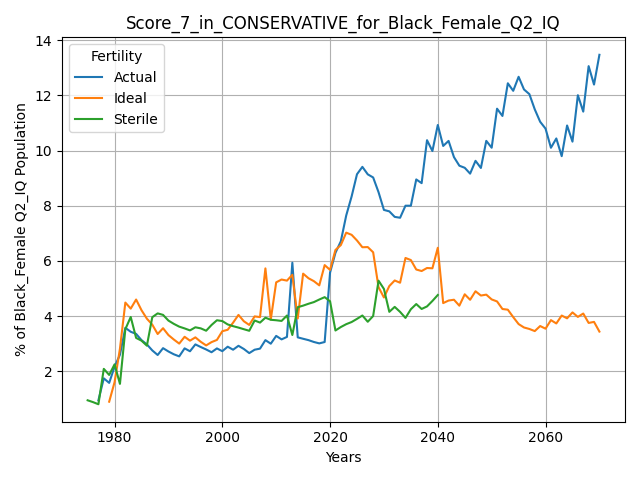 Score_7_in_CONSERVATIVE_for_Black_Female_Q2_IQ
Fertility
Actual
Ideal
Sterile
% of Black_Female Q2_IQ Population
14
12
10
8
6
4
2
1980
2000
2020
2040
2060
Years